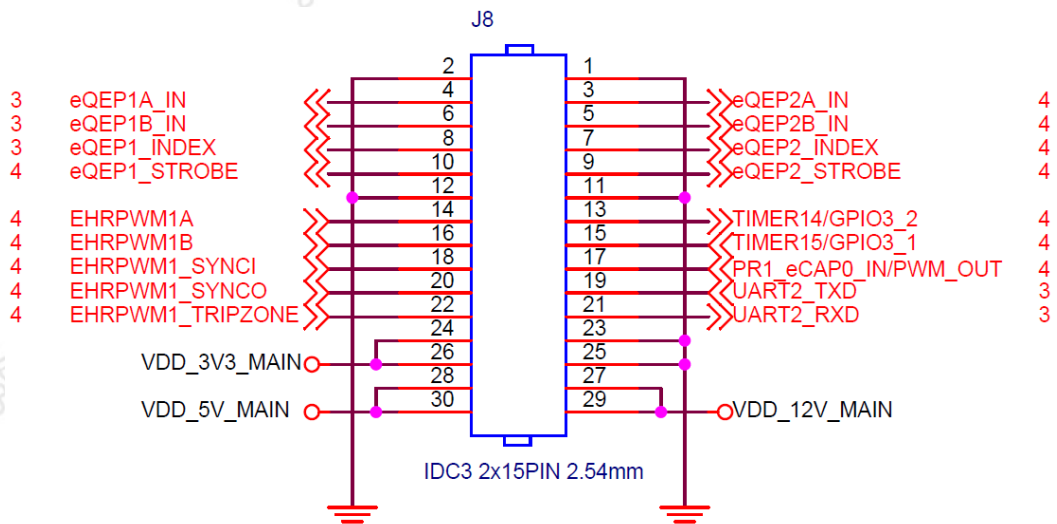 J8
2 1
3 eQEP1A_IN 4 3 eQEP2A_IN 4
3 eQEP1B_IN 6 5 eQEP2B_IN 4
3 eQEP1_INDEX 8 7 eQEP2_INDEX 4
4 eQEP1_STROBE 10 9 eQEP2_STROBE 4
12 11
4 EHRPWM1A 14 13 TIMER14/GPIO3_2 4
4 EHRPWM1B 16 15 TIMER15/GPIO3_1 4
4 EHRPWM1_SYNCI 18 17 PR1_eCAP0_IN/PWM_OUT 4
4 EHRPWM1_SYNCO 20 19 UART2_TXD 3
4 EHRPWM1_TRIPZONE 22 21 UART2_RXD 3
24 23
VDD_3V3_MAIN 26 25
28 27
VDD_5V_MAIN 30 29 VDD_12V_MAIN
IDC3 2x15PIN 2.54mm